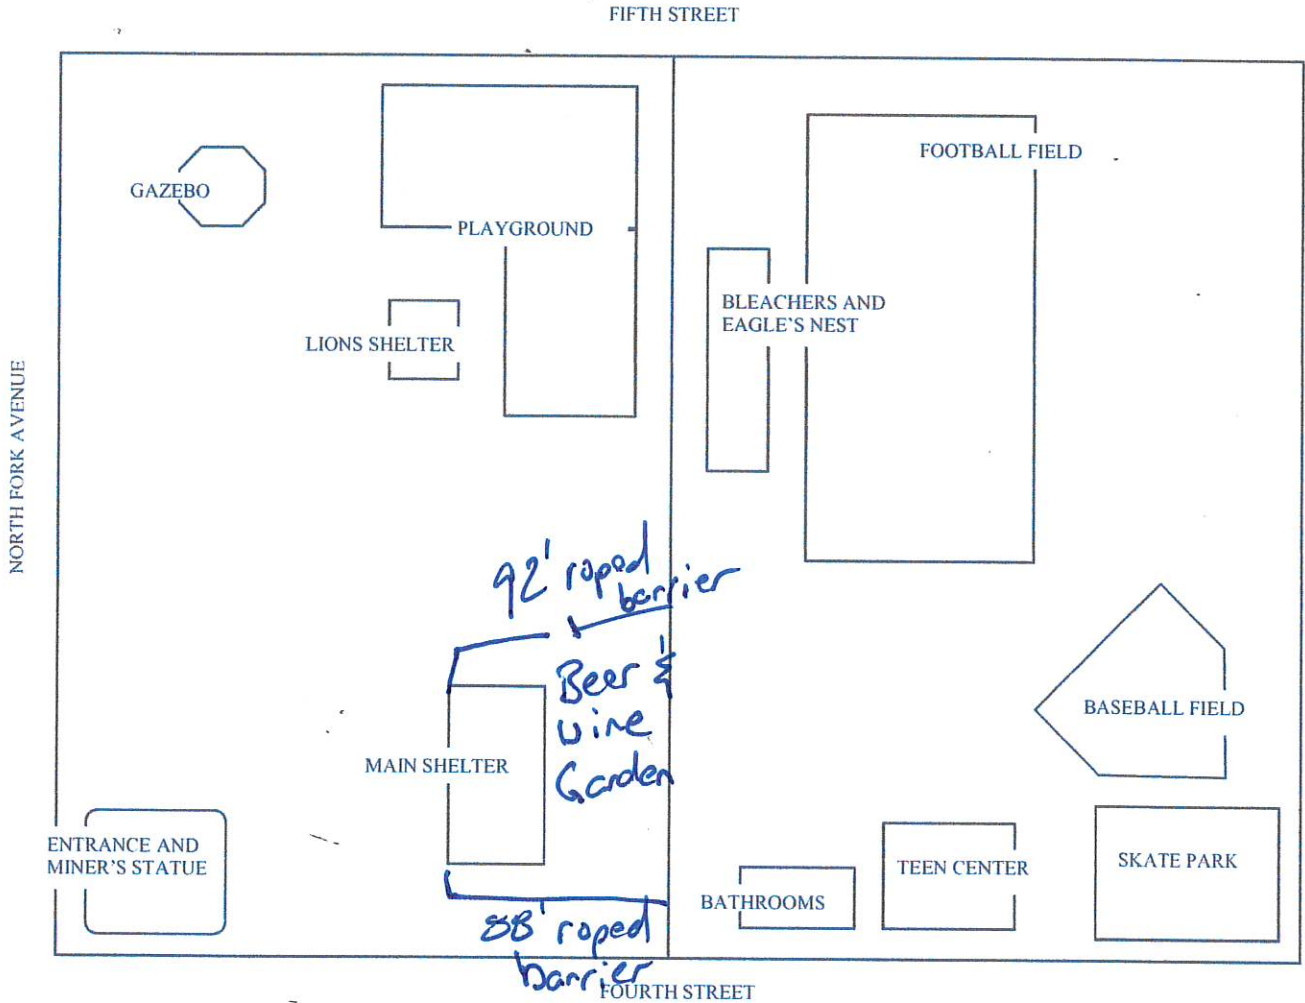 FIFTH STREET
FOOTBALL FIELD
GAZEBO
PLAYGROUND
BLEACHERS AND
EAGLE'S NEST
LIONS SHELTER
NORTH FORK AVENUE
92' roped
barrier
Beer &
Wine
Garden
BASEBALL FIELD
MAIN SHELTER
ENTRANCE AND
MINER'S STATUE
TEEN CENTER
SKATE PARK
BATHROOMS
88' roped
barrier
FOURTH STREET